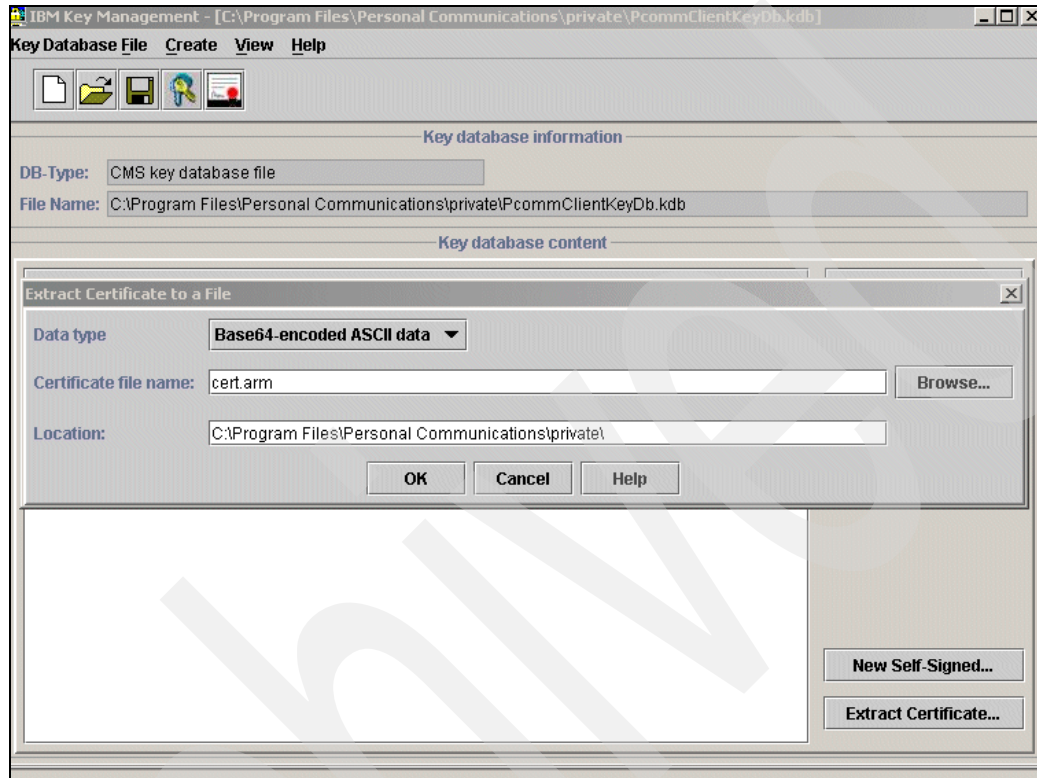 IBM Key Management - [C:\Program Files\Personal Communications\private\PcommClientKeyDb.kdb]
Key Database File Create View Help
Key database information
DB-Type: CMS key database file
File Name: C:\Program Files\Personal Communications\private\PcommClientKeyDb.kdb
Key database content
Extract Certificate to a File
Data type Base64-encoded ASCII data
Certificate file name: cert.arm Browse...
Location: C:\Program Files\Personal Communications\private\
OK Cancel Help
New Self-Signed...
Extract Certificate...